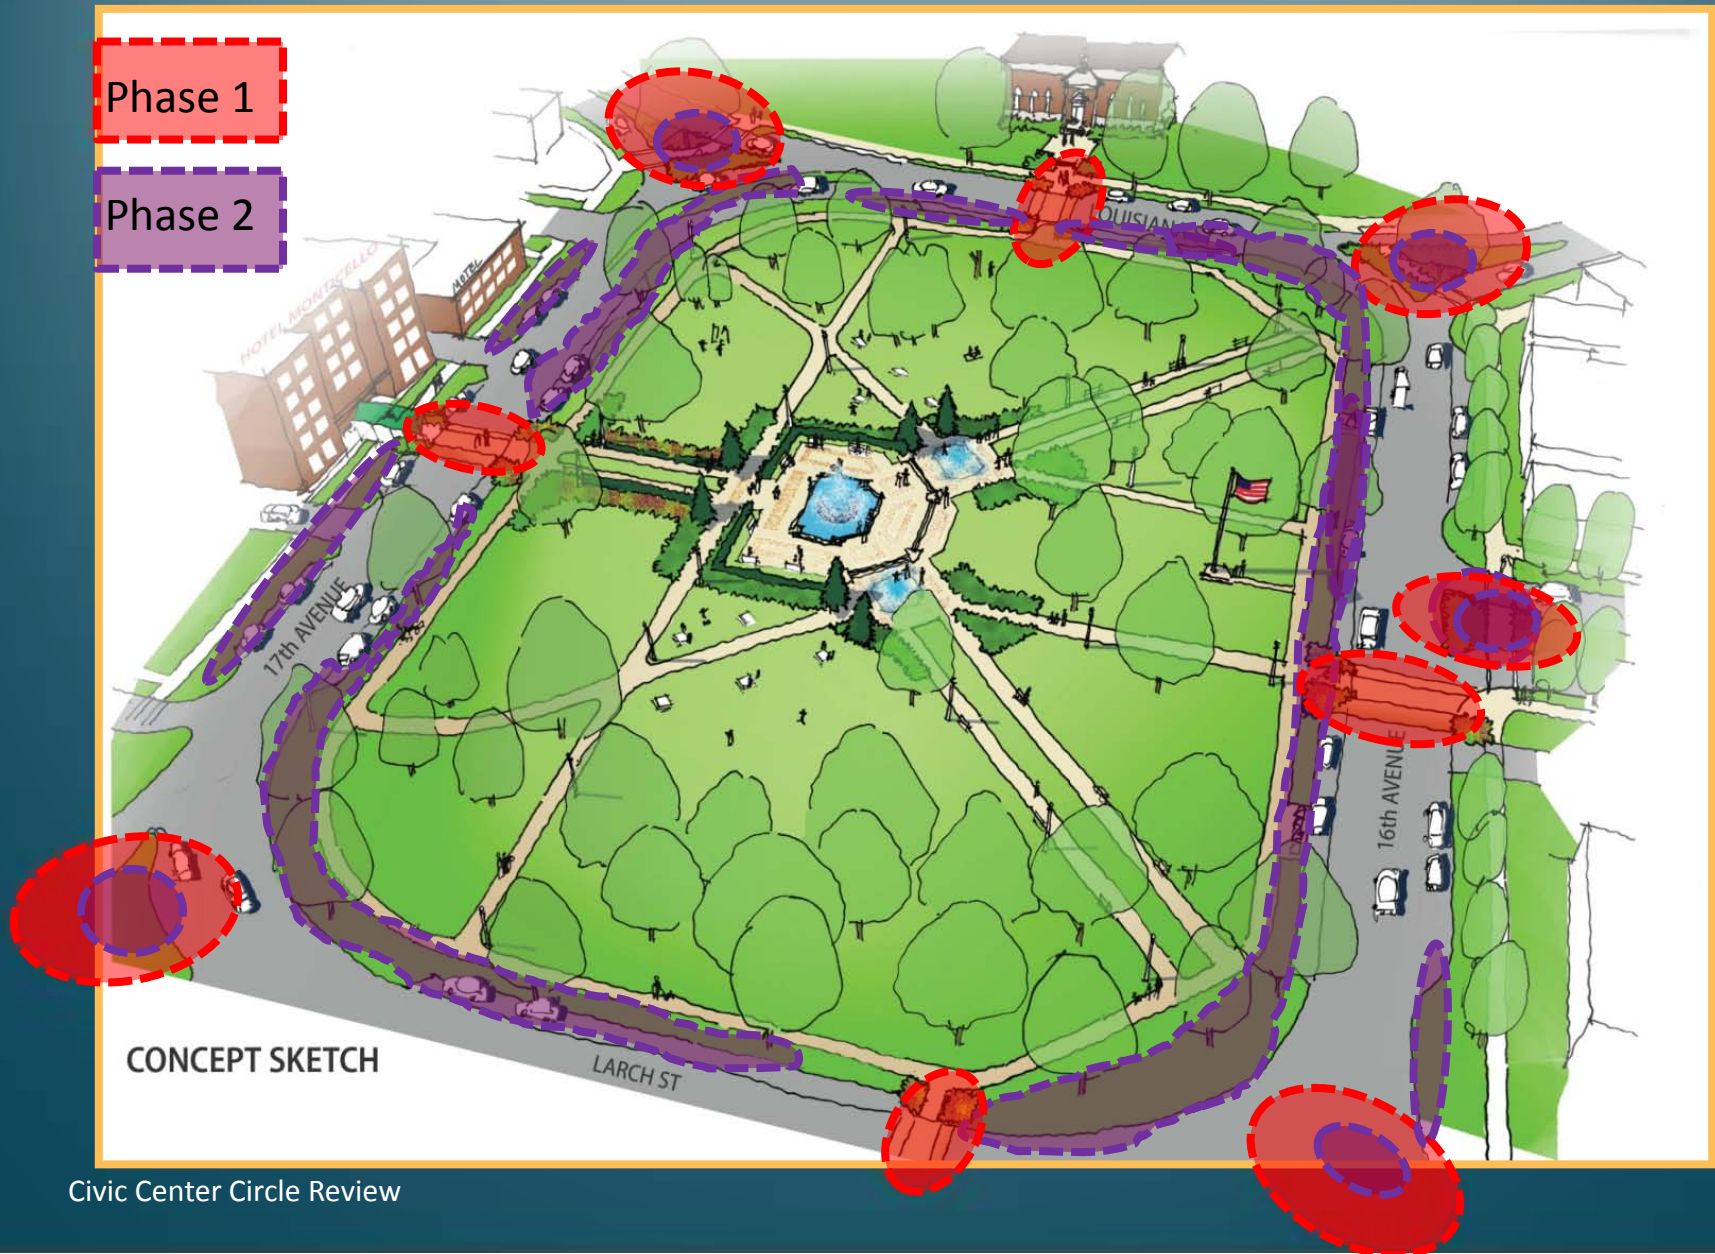 Phase 1
Phase 2
HOTEL MONTICELLO
MOTEL
OUISIAN
17th AVENUE
16th AVENUE
LARCH ST
CONCEPT SKETCH
Civic Center Circle Review